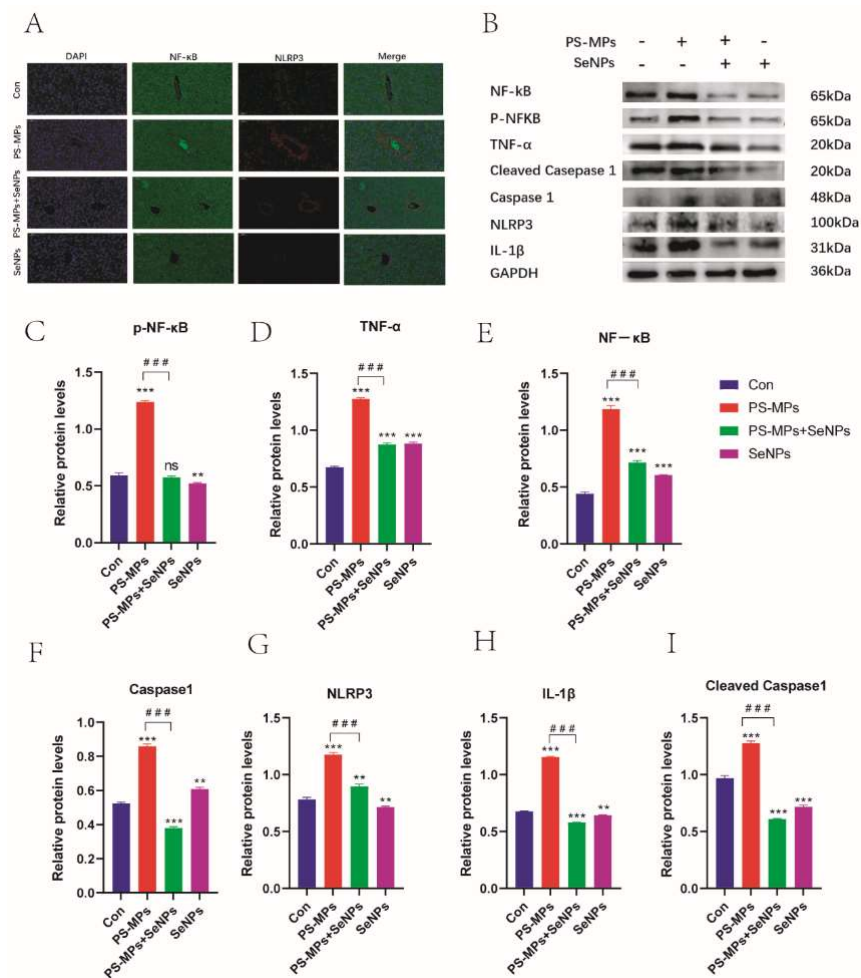 A
DAPI NF-κB NLRP3 Merge
Con
PS-MPs
PS-MPs+SeNPs
SeNPs
B
PS-MPs - + + -
SeNPs - - + +
NF-kB 65kDa
P-NFKB 65kDa
TNF-α 20kDa
Cleaved Casepase 1 20kDa
Caspase 1 48kDa
NLRP3 100kDa
IL-1β 31kDa
GAPDH 36kDa
C
p-NF-κB
Relative protein levels
1.5
1.0
0.5
0.0
***
# # #
ns
**
Con PS-MPs PS-MPs+SeNPs SeNPs
D
TNF-α
Relative protein levels
1.5
1.0
0.5
0.0
***
# # #
***
***
Con PS-MPs PS-MPs+SeNPs SeNPs
E
NF－κB
Relative protein levels
1.5
1.0
0.5
0.0
***
# # #
***
***
Con PS-MPs PS-MPs+SeNPs SeNPs
Con
PS-MPs
PS-MPs+SeNPs
SeNPs
F
Caspase1
Relative protein levels
1.0
0.8
0.6
0.4
0.2
0.0
***
# # #
***
**
Con PS-MPs PS-MPs+SeNPs SeNPs
G
NLRP3
Relative protein levels
1.5
1.0
0.5
0.0
***
# # #
**
**
Con PS-MPs PS-MPs+SeNPs SeNPs
H
IL-1β
Relative protein levels
1.5
1.0
0.5
0.0
***
# # #
***
**
Con PS-MPs PS-MPs+SeNPs SeNPs
I
Cleaved Caspase1
Relative protein levels
1.5
1.0
0.5
0.0
***
# # #
***
***
Con PS-MPs PS-MPs+SeNPs SeNPs